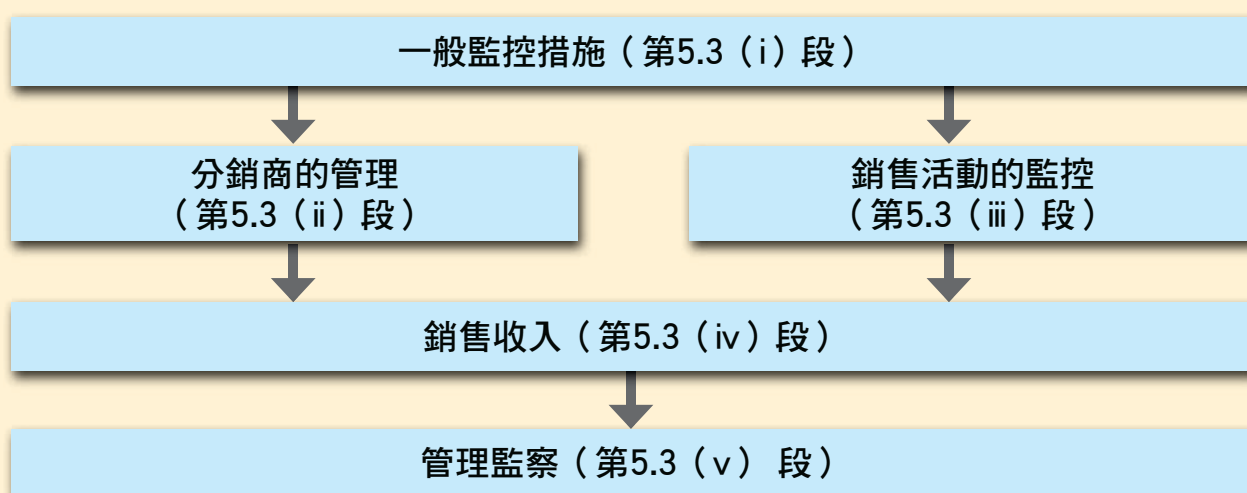 一般監控措施（第5.3（i）段）
分銷商的管理
（第5.3（ii）段）
銷售活動的監控
（第5.3（iii）段）
銷售收入（第5.3（iv）段）
管理監察（第5.3（v） 段）